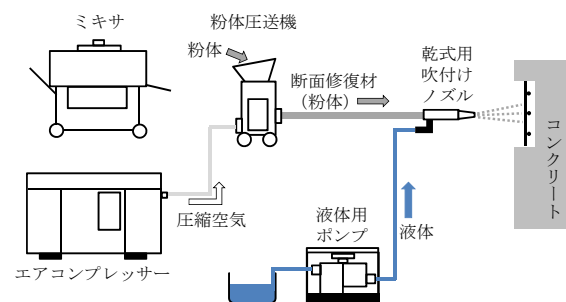 ミキサ
粉体圧送機
粉体
断面修復材
（粉体）
乾式用
吹付け
ノズル
コンクリート
圧縮空気
エアコンプレッサー
液体用
ポンプ
液体